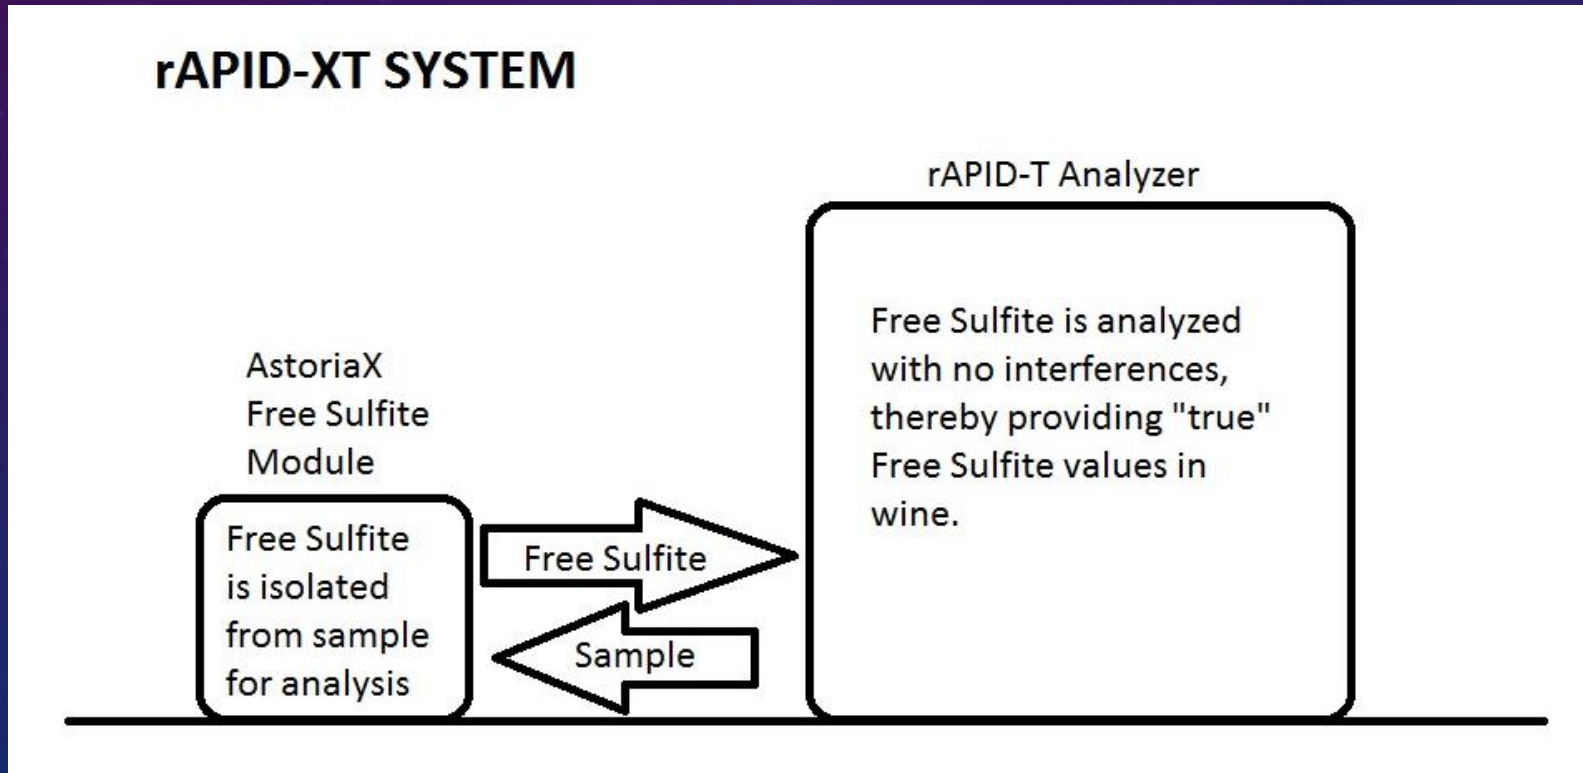 rAPID-XT SYSTEM
rAPID-T Analyzer
Free Sulfite is analyzed
with no interferences,
thereby providing "true"
Free Sulfite values in
wine.
AstoriaX
Free Sulfite
Module
Free Sulfite
is isolated
from sample
for analysis
Free Sulfite
Sample